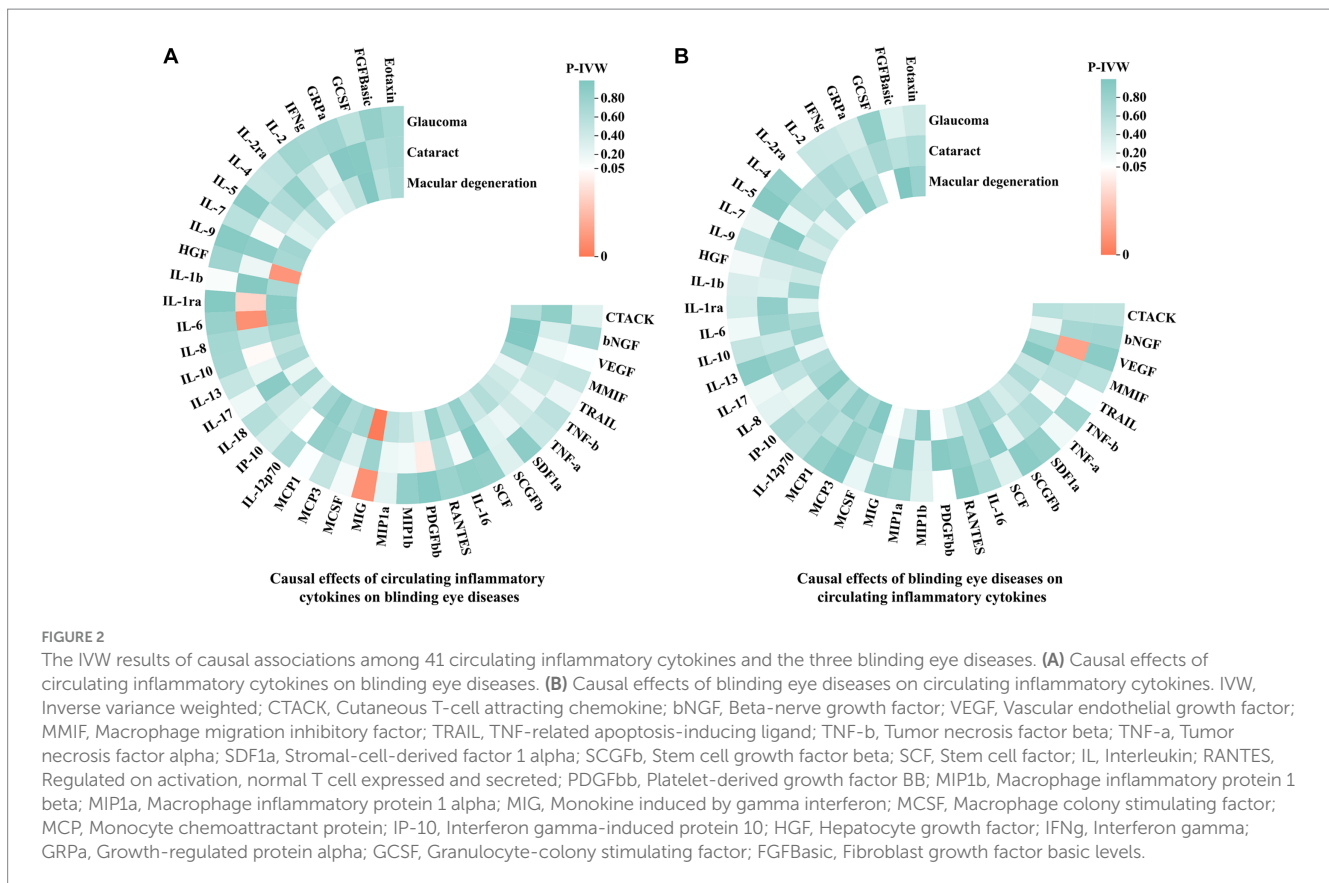 A
P-IVW
0.80
0.60
0.40
0.20
0.05
0
Eotaxin
FGFBasic
GCSF
GRPa
IFNg
IL-2
IL-2ra
IL-4
IL-5
IL-7
IL-9
HGF
IL-1b
IL-1ra
IL-6
IL-8
IL-10
IL-13
IL-17
IL-18
IP-10
IL-12p70
MCP1
MCP3
MCSF
MIG
MIP1a
MIP1b
PDGFbb
RANTES
IL-16
SCF
SCGFb
SDF1a
TNF-a
TNF-b
TRAIL
MMIF
VEGF
bNGF
CTACK
Glaucoma
Cataract
Macular degeneration
Causal effects of circulating inflammatory
cytokines on blinding eye diseases
B
P-IVW
0.80
0.60
0.40
0.20
0.05
0
Eotaxin
FGFBasic
GCSF
GRPa
IFNg
IL-2
IL-2ra
IL-4
IL-5
IL-7
IL-9
HGF
IL-1b
IL-1ra
IL-6
IL-10
IL-13
IL-17
IL-8
IP-10
IL-12p70
MCP1
MCP3
MCSF
MIG
MIP1a
MIP1b
PDGFbb
RANTES
IL-16
SCF
SCGFb
SDF1a
TNF-a
TNF-b
TRAIL
MMIF
VEGF
bNGF
CTACK
Glaucoma
Cataract
Macular degeneration
Causal effects of blinding eye diseases on
circulating inflammatory cytokines
FIGURE 2
The IVW results of causal associations among 41 circulating inflammatory cytokines and the three blinding eye diseases. (A) Causal effects of
circulating inflammatory cytokines on blinding eye diseases. (B) Causal effects of blinding eye diseases on circulating inflammatory cytokines. IVW,
Inverse variance weighted; CTACK, Cutaneous T-cell attracting chemokine; bNGF, Beta-nerve growth factor; VEGF, Vascular endothelial growth factor;
MMIF, Macrophage migration inhibitory factor; TRAIL, TNF-related apoptosis-inducing ligand; TNF-b, Tumor necrosis factor beta; TNF-a, Tumor
necrosis factor alpha; SDF1a, Stromal-cell-derived factor 1 alpha; SCGFb, Stem cell growth factor beta; SCF, Stem cell factor; IL, Interleukin; RANTES,
Regulated on activation, normal T cell expressed and secreted; PDGFbb, Platelet-derived growth factor BB; MIP1b, Macrophage inflammatory protein 1
beta; MIP1a, Macrophage inflammatory protein 1 alpha; MIG, Monokine induced by gamma interferon; MCSF, Macrophage colony stimulating factor;
MCP, Monocyte chemoattractant protein; IP-10, Interferon gamma-induced protein 10; HGF, Hepatocyte growth factor; IFNg, Interferon gamma;
GRPa, Growth-regulated protein alpha; GCSF, Granulocyte-colony stimulating factor; FGFBasic, Fibroblast growth factor basic levels.